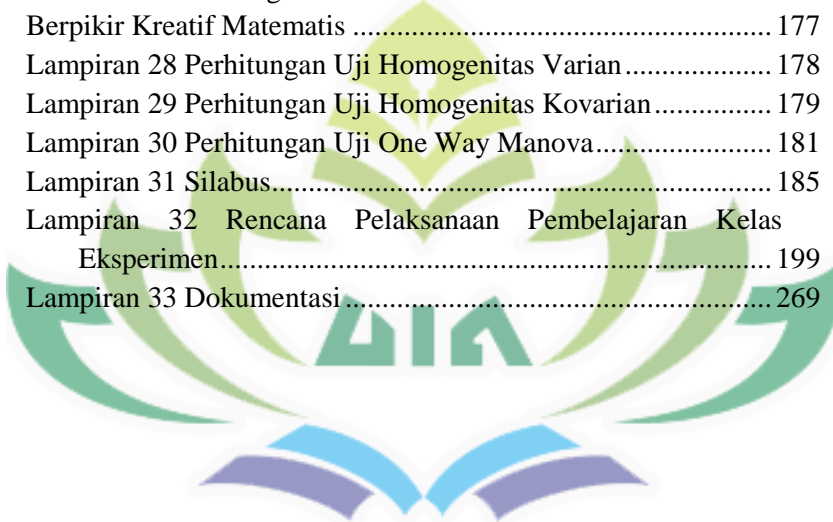 Berpikir Kreatif Matematis ................................................... 177
Lampiran 28 Perhitungan Uji Homogenitas Varian ................... 178
Lampiran 29 Perhitungan Uji Homogenitas Kovarian ............... 179
Lampiran 30 Perhitungan Uji One Way Manova ...................... 181
Lampiran 31 Silabus ............................................................. 185
Lampiran 32 Rencana Pelaksanaan Pembelajaran Kelas
Eksperimen .................................................................... 199
Lampiran 33 Dokumentasi .................................................... 269
UIN